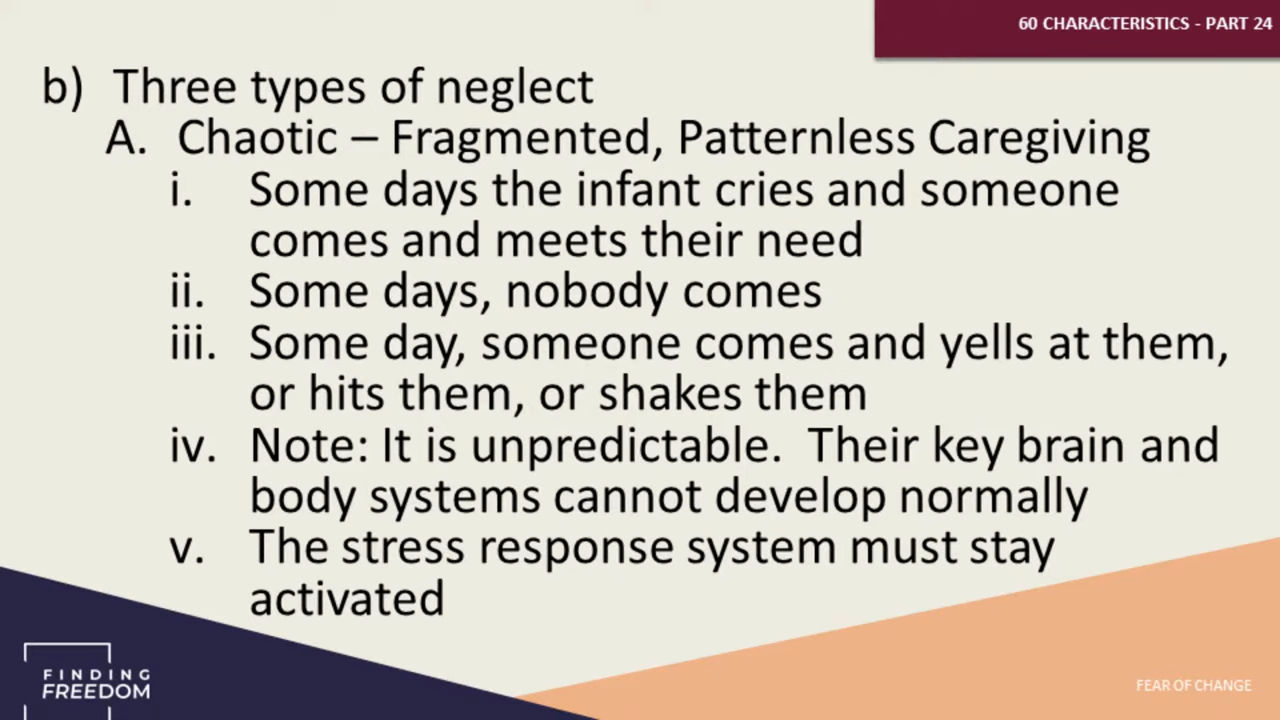 60 CHARACTERISTICS - PART 24
b) Three types of neglect
A. Chaotic – Fragmented, Patternless Caregiving
i. Some days the infant cries and someone
comes and meets their need
ii. Some days, nobody comes
iii. Some day, someone comes and yells at them,
or hits them, or shakes them
iv. Note: It is unpredictable.  Their key brain and
body systems cannot develop normally
v. The stress response system must stay
activated
FINDING
FREEDOM
FEAR OF CHANGE